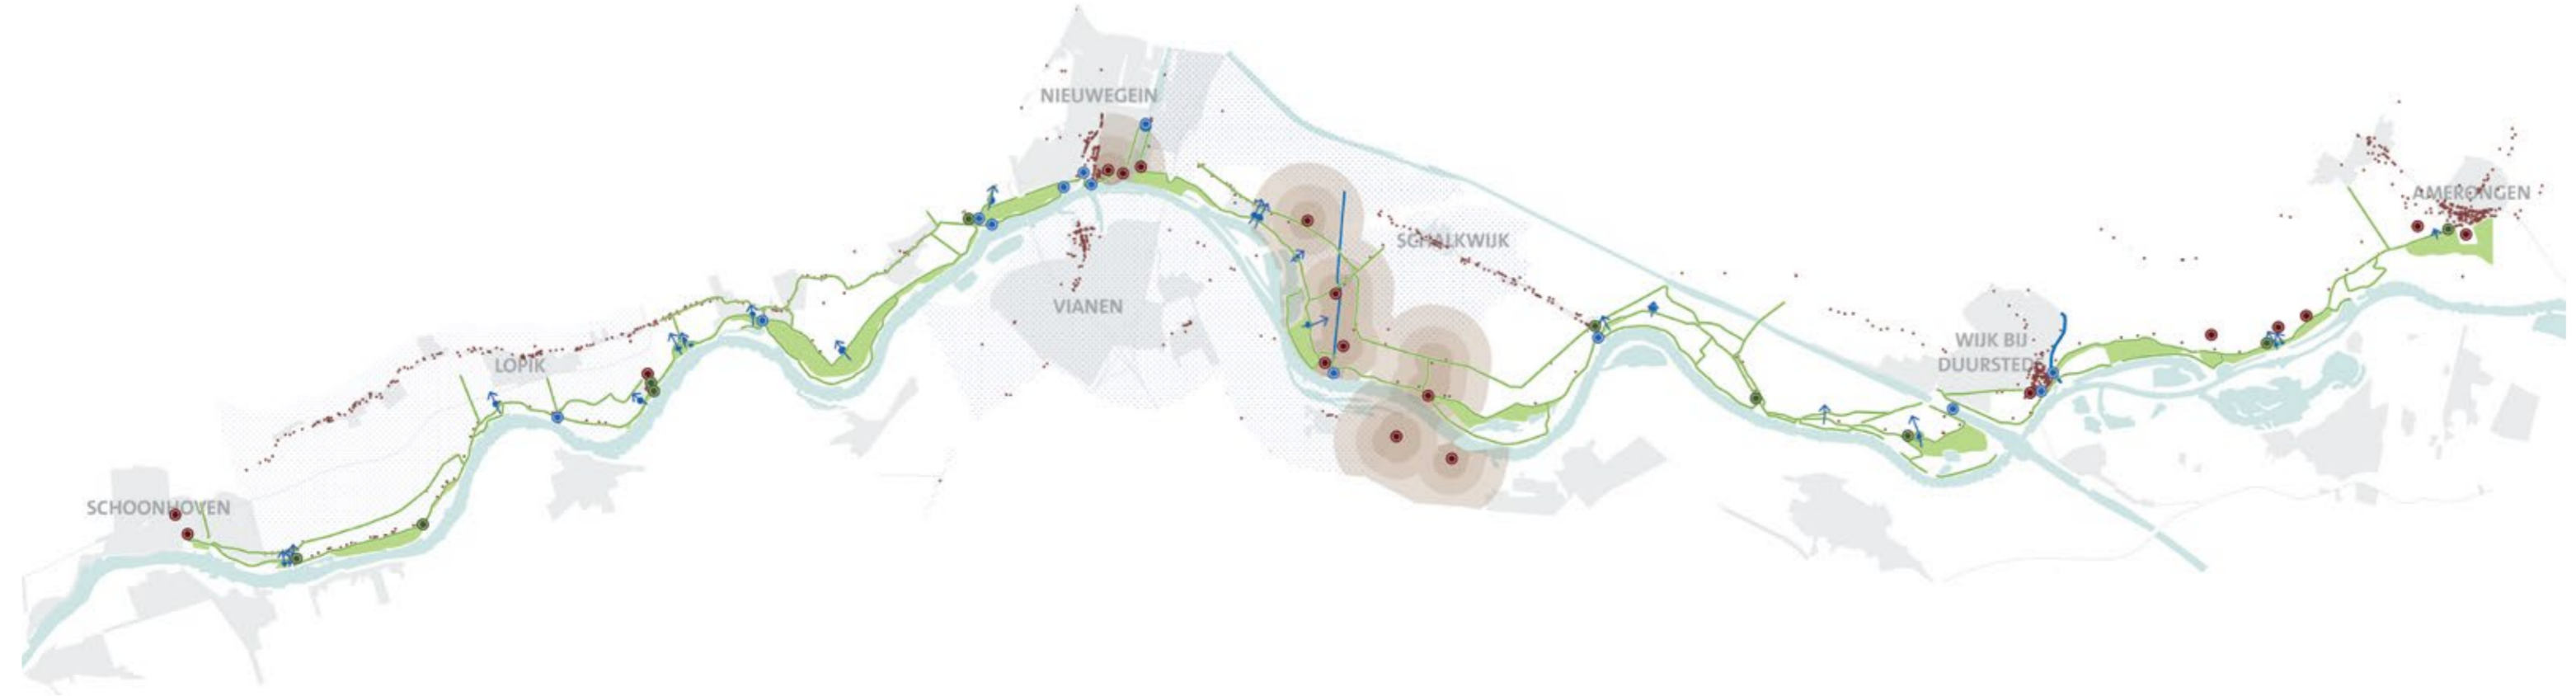 NIEUWEGEIN
AMERONGEN
SCHALKWIJK
VIANEN
WIJK BIJ
DUURSTEDE
LOPIK
SCHOONHOVEN